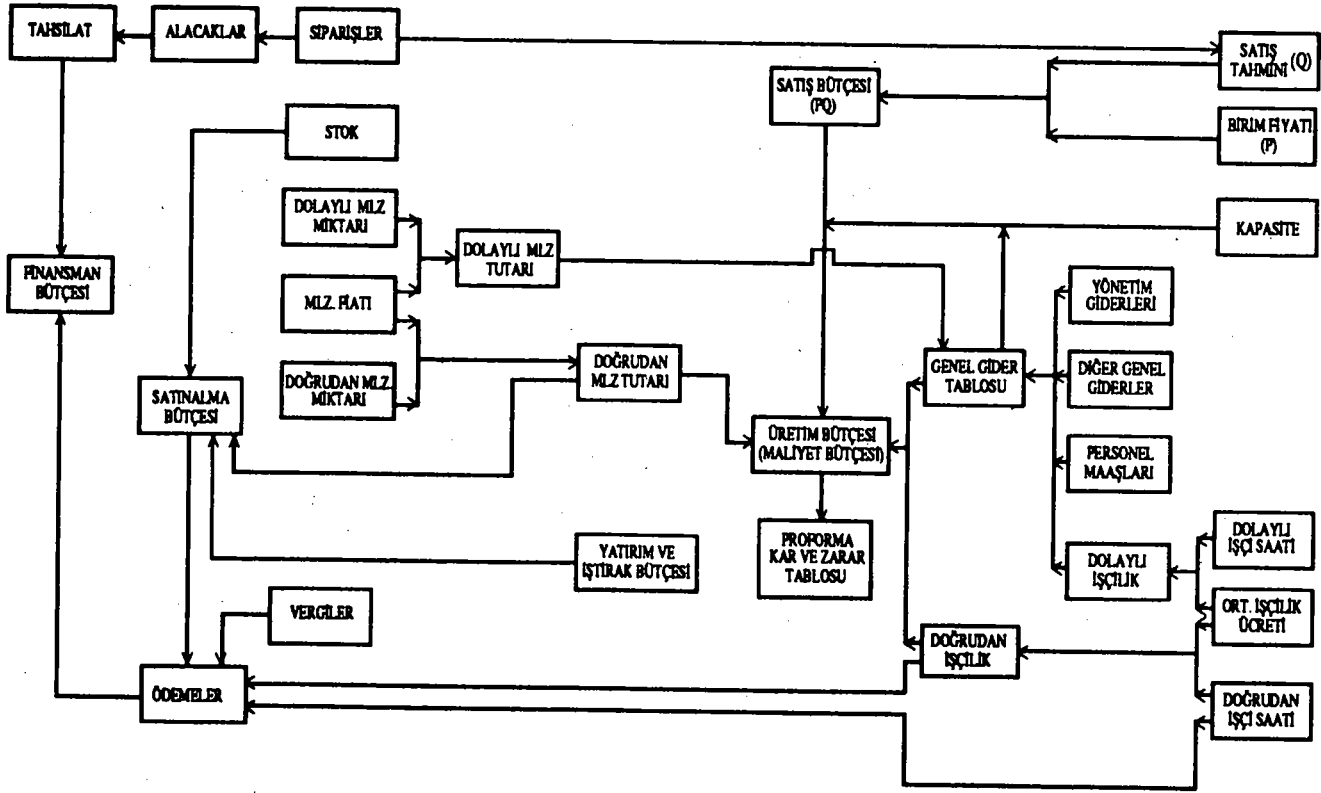 TAHSİLAT
ALACAKLAR
SİPARİŞLER
SATIŞ
TAHMİNİ (Q)
SATIŞ BÜTÇESİ
(PQ)
BİRİM FİYATI
(P)
STOK
DOLAYLI MLZ
MİKTARI
DOLAYLI MLZ
TUTARI
KAPASİTE
FİNANSMAN
BÜTÇESİ
MLZ. FİATI
YÖNETİM
GİDERLERİ
DOĞRUDAN MLZ.
MİKTARI
DOĞRUDAN
MLZ TUTARI
GENEL GİDER
TABLOSU
DİĞER GENEL
GİDERLER
SATINALMA
BÜTÇESİ
ÜRETİM BÜTÇESİ
(MALİYET BÜTÇESİ)
PERSONEL
MAAŞLARI
YATIRIM VE
İŞTİRAK BÜTÇESİ
PROFORMA
KAR VE ZARAR
TABLOSU
DOLAYLI
İŞÇİLİK
DOLAYLI
İŞÇİ SAATİ
VERGİLER
ORT. İŞÇİLİK
ÜCRETİ
DOĞRUDAN
İŞÇİLİK
ÖDEMELER
DOĞRUDAN
İŞÇİ SAATİ